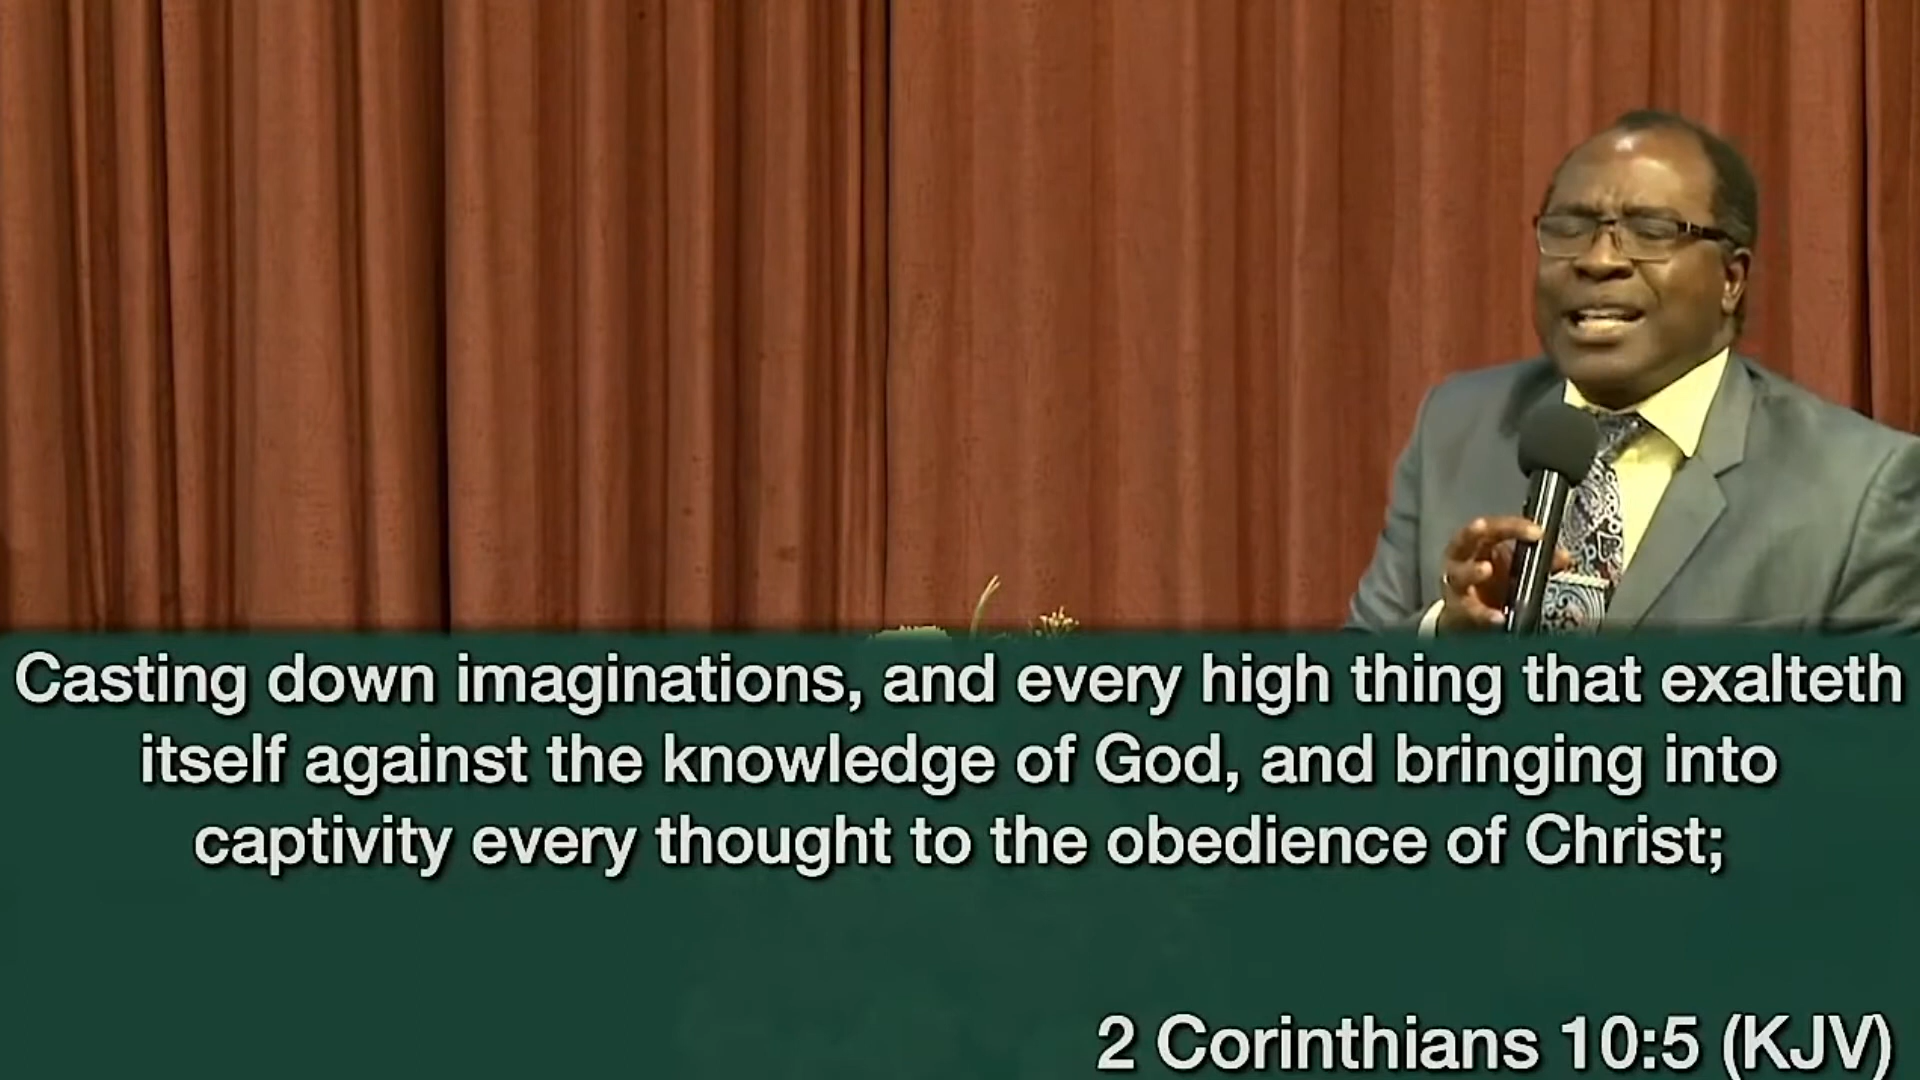 Casting down imaginations, and every high thing that exalteth
itself against the knowledge of God, and bringing into
captivity every thought to the obedience of Christ;
2 Corinthians 10:5 (KJV)